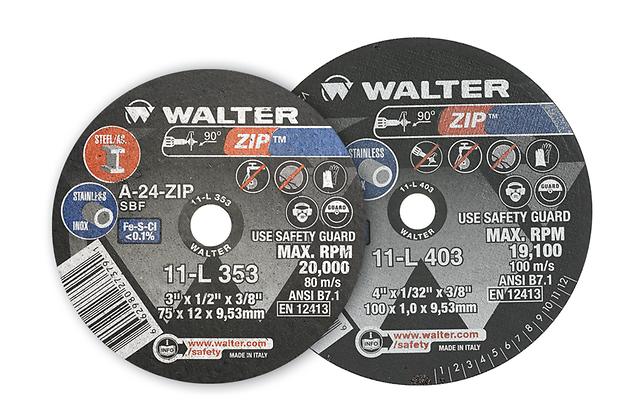 WALTER
90°
ZIP™
STEEL/AC.
STAINLESS
INOX
A-24-ZIP
SBF
Fe-S-Cl
<0.1%
11-L 353
WALTER
USE SAFETY GUARD
MAX. RPM
20,000
80 m/s
ANSI B7.1
EN 12413
GUARD
11-L 353
3" x 1/2" x 3/8"
75 x 12 x 9,53mm
INFO
www.walter.com
/safety
MADE IN ITALY
WALTER
90°
ZIP™
STAINLESS
GUARD
11-L 403
WALTER
USE SAFETY GUARD
MAX. RPM
19,100
100 m/s
ANSI B7.1
EN 12413
11-L 403
4" x 1/32" x 3/8"
100 x 1,0 x 9,53mm
INFO
www.walter.com
/safety
MADE IN ITALY
1 2 3 4 5 6 7 8 9 10 11 12